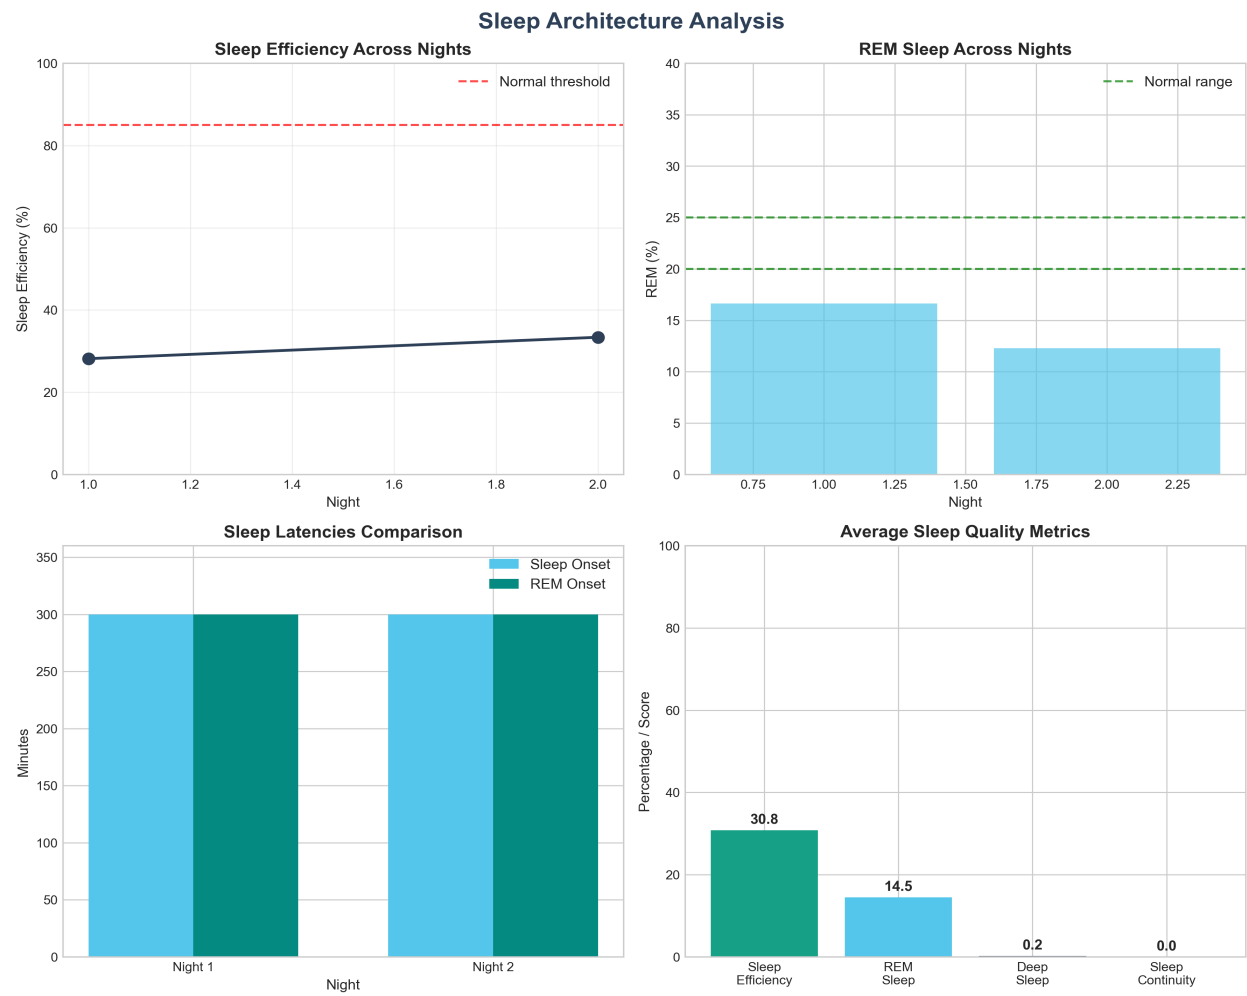 Sleep Architecture Analysis
Sleep Efficiency Across Nights
Normal threshold
Sleep Efficiency (%)
100
80
60
40
20
0
1.0 1.2 1.4 1.6 1.8 2.0
Night
REM Sleep Across Nights
Normal range
REM (%)
40
35
30
25
20
15
10
5
0
0.75 1.00 1.25 1.50 1.75 2.00 2.25
Night
Sleep Latencies Comparison
Sleep Onset
REM Onset
Minutes
350
300
250
200
150
100
50
0
Night 1 Night 2
Night
Average Sleep Quality Metrics
Percentage / Score
100
80
60
40
20
0
30.8
14.5
0.2
0.0
Sleep
Efficiency
REM
Sleep
Deep
Sleep
Sleep
Continuity